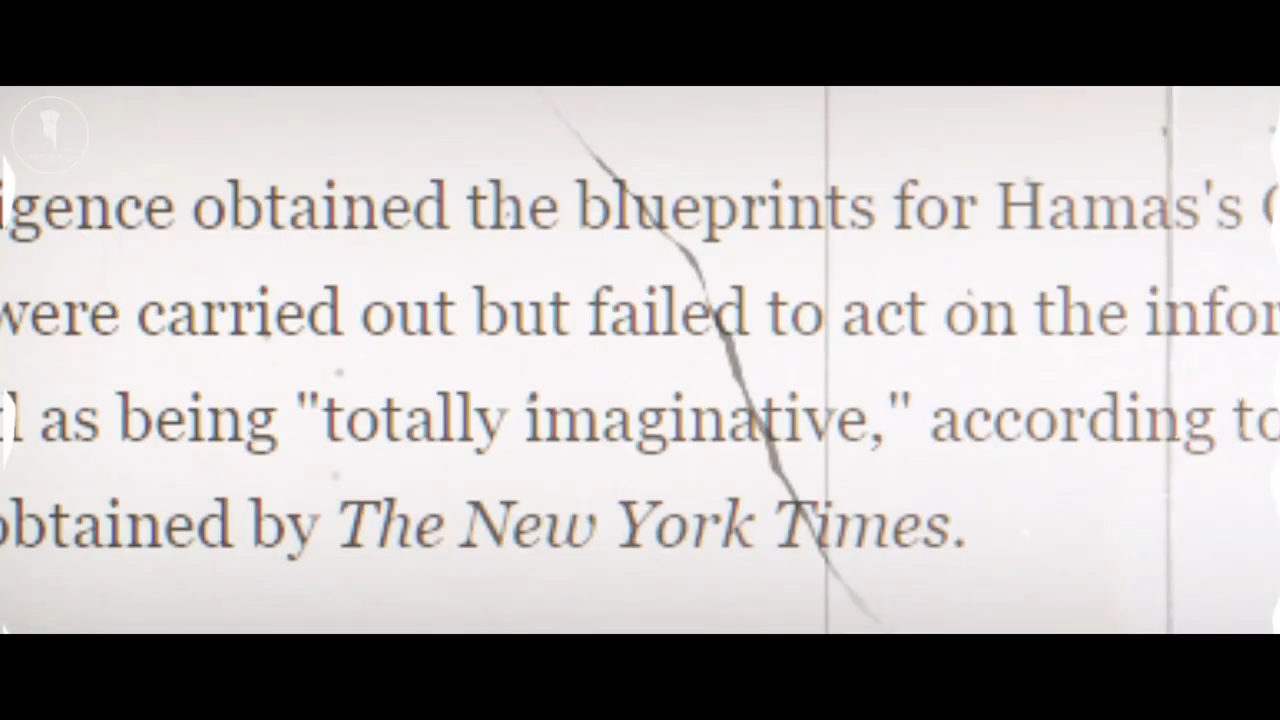 igence obtained the blueprints for Hamas's
were carried out but failed to act on the infor
as being "totally imaginative," according to
obtained by The New York Times.